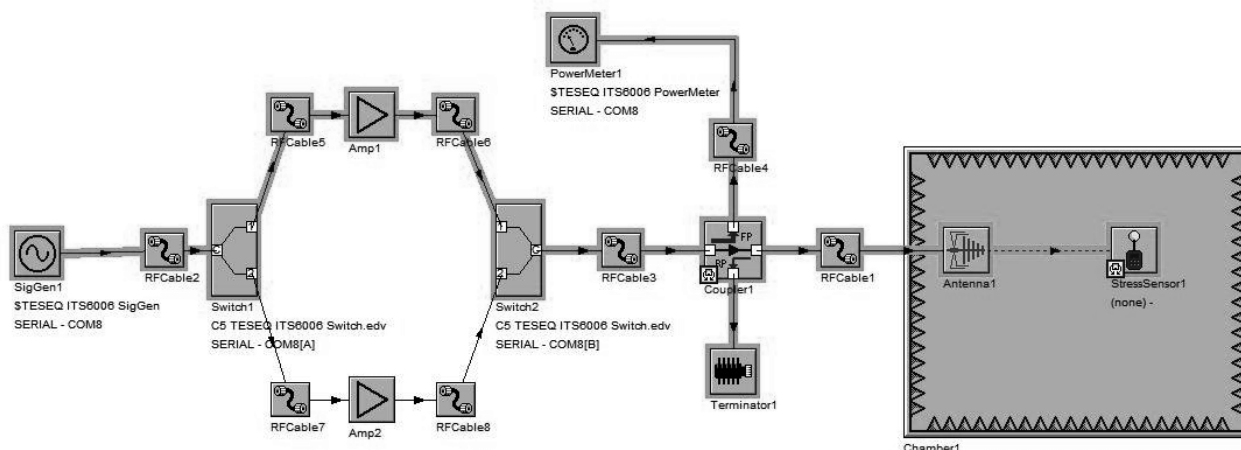 PowerMeter1
$TESEQ ITS6006 PowerMeter
SERIAL - COM8
RFCable5
Amp1
RFCable6
RFCable4
SigGen1
$TESEQ ITS6006 SigGen
SERIAL - COM8
RFCable2
C
1
2
Switch1
C5 TESEQ ITS6006 Switch.edv
SERIAL - COM8[A]
1
2
C
Switch2
C5 TESEQ ITS6006 Switch.edv
SERIAL - COM8[B]
RFCable3
FP
RP
Coupler1
RFCable1
Antenna1
StressSensor1
(none) -
Terminator1
RFCable7
Amp2
RFCable8
Chamber1